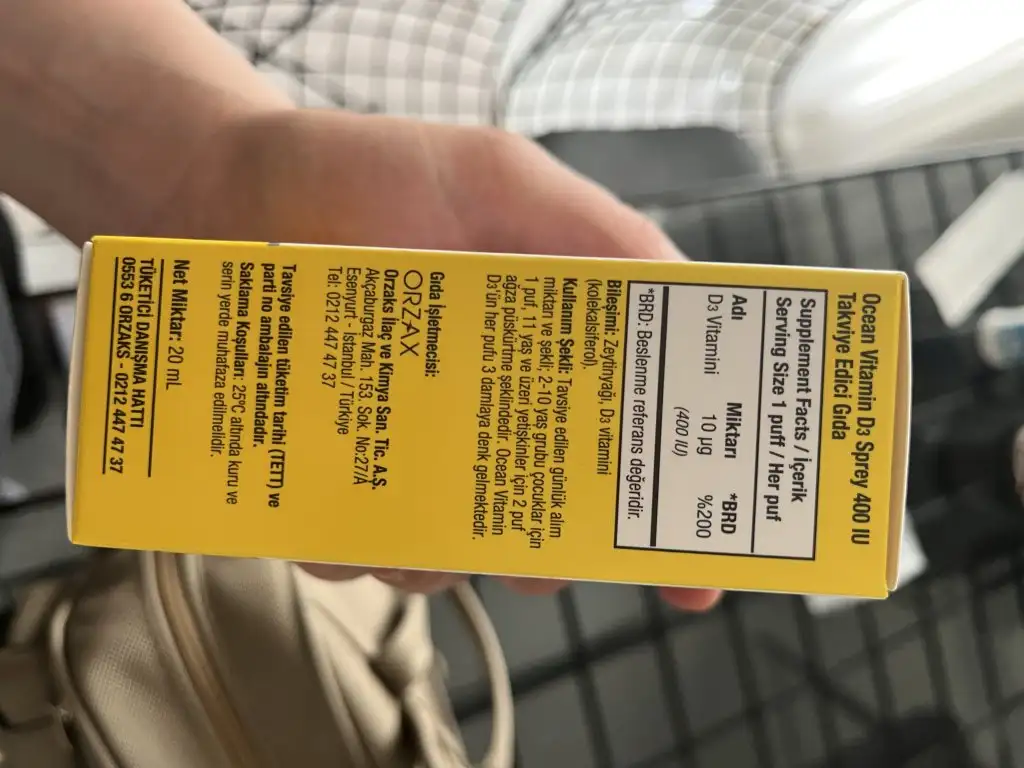 Ocean Vitamin D₃ Sprey 400 IU
Takviye Edici Gıda
Supplement Facts / İçerik
Serving Size 1 puff / Her puf
Adı Miktarı *BRD
D₃ Vitamini 10 µg %200
(400 IU)
*BRD: Beslenme referans değeridir.
Bileşimi: Zeytinyağı, D₃ vitamini
(kolekalsiferol).
Kullanım Şekli: Tavsiye edilen günlük alım
miktarı ve şekli; 2-10 yaş grubu çocuklar için
1 puf, 11 yaş ve üzeri yetişkinler için 2 puf
ağza püskürtme şeklindedir. Ocean Vitamin
D₃'ün her pufu 3 damlaya denk gelmektedir.
Gıda İşletmecisi:
ORZAX
Orzaks İlaç ve Kimya San. Tic. A.Ş.
Akçaburgaz Mah. 153. Sok. No:27/A
Esenyurt - İstanbul / Türkiye
Tel: 0212 447 47 37
Tavsiye edilen tüketim tarihi (TETT) ve
parti no ambalajın altındadır.
Saklama Koşulları: 25°C altında kuru ve
serin yerde muhafaza edilmelidir.
Net Miktar: 20 mL
TÜKETİCİ DANIŞMA HATTI
0553 6 ORZAKS - 0212 447 47 37